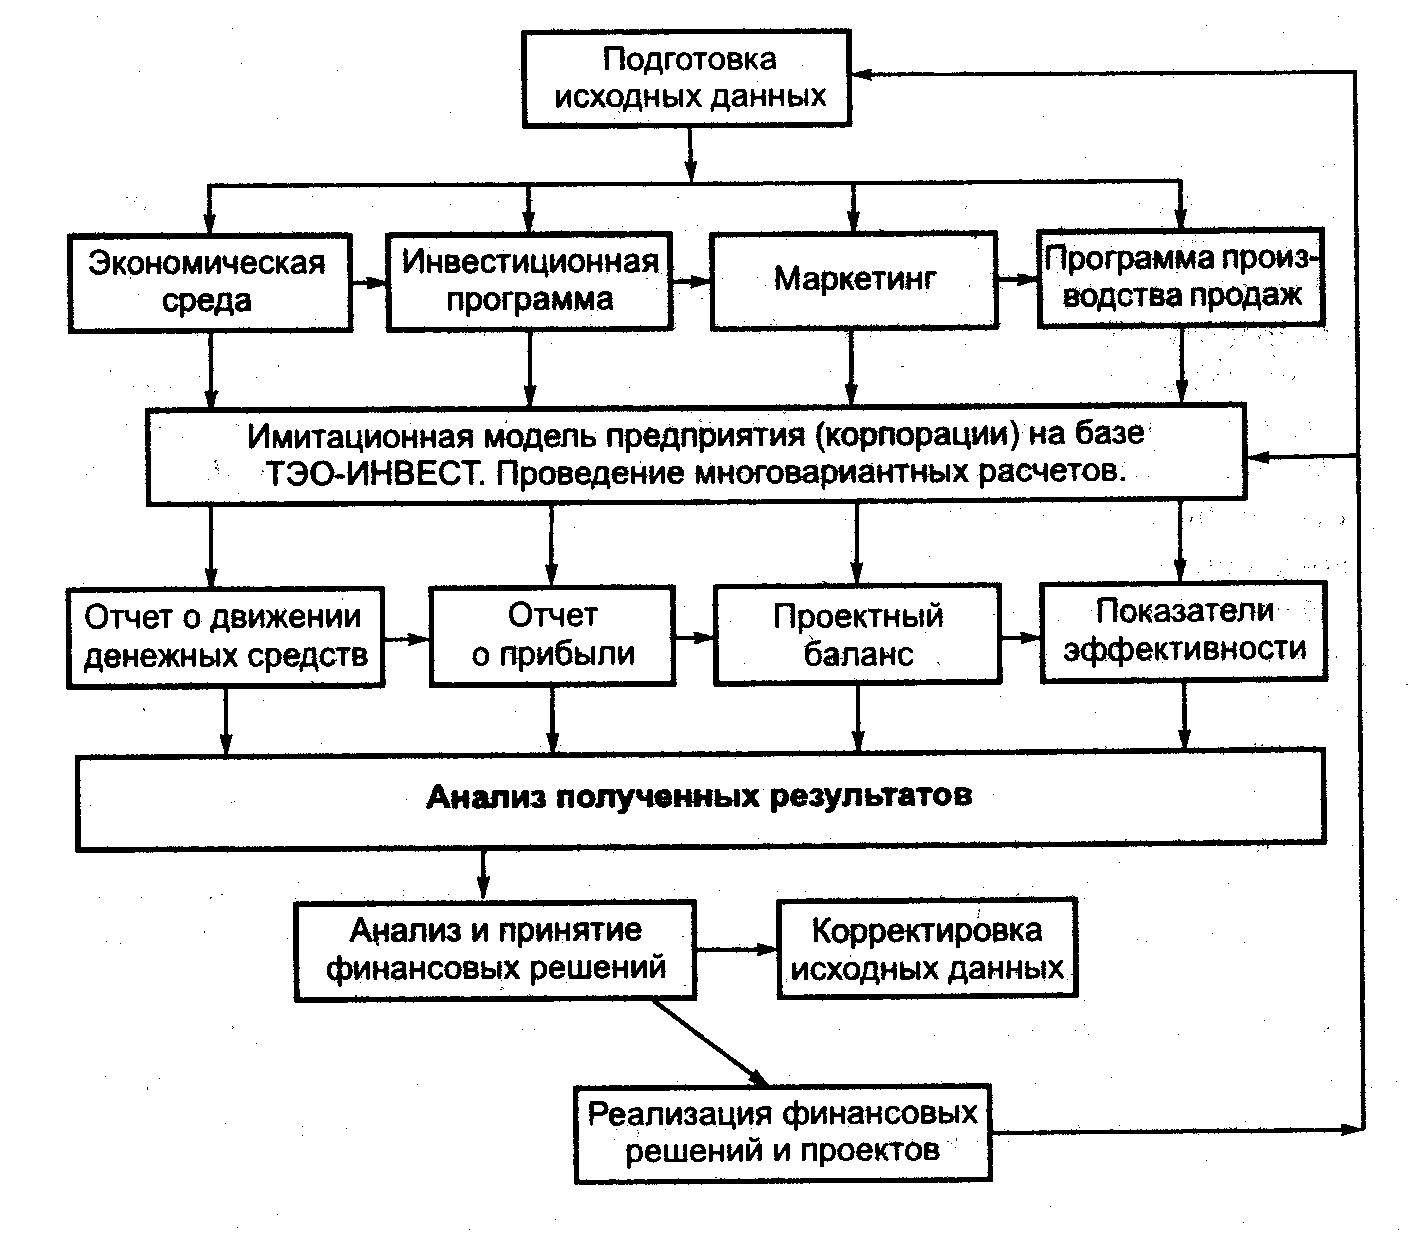 Подготовка
исходных данных
Экономическая
среда
Инвестиционная
программа
Маркетинг
Программа произ-
водства продаж
Имитационная модель предприятия (корпорации) на базе
ТЭО-ИНВЕСТ. Проведение многовариантных расчетов.
Отчет о движении
денежных средств
Отчет
о прибыли
Проектный
баланс
Показатели
эффективности
Анализ полученных результатов
Анализ и принятие
финансовых решений
Корректировка
исходных данных
Реализация финансовых
решений и проектов